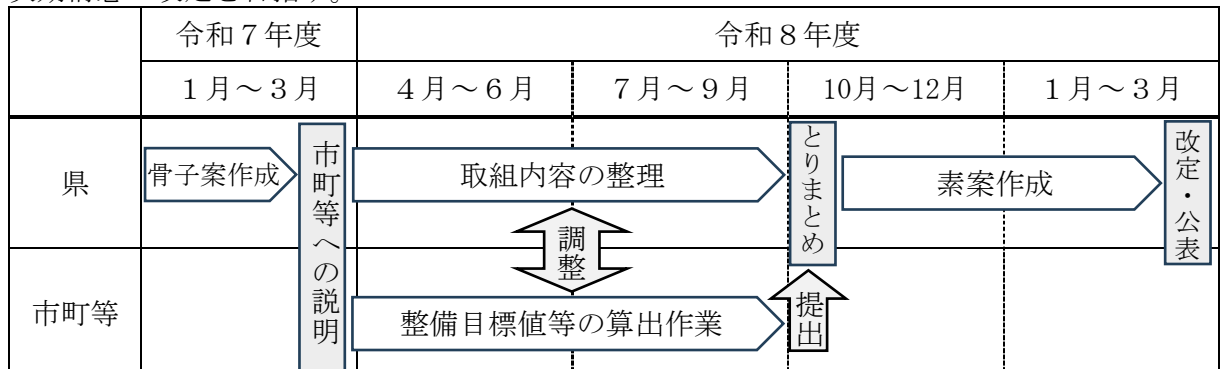 令和７年度
令和８年度
１月～３月
４月～６月
７月～９月
10月～12月
１月～３月
県
骨子案作成
市町等への説明
取組内容の整理
とりまとめ
素案作成
改定・公表
調整
市町等
整備目標値等の算出作業
提出